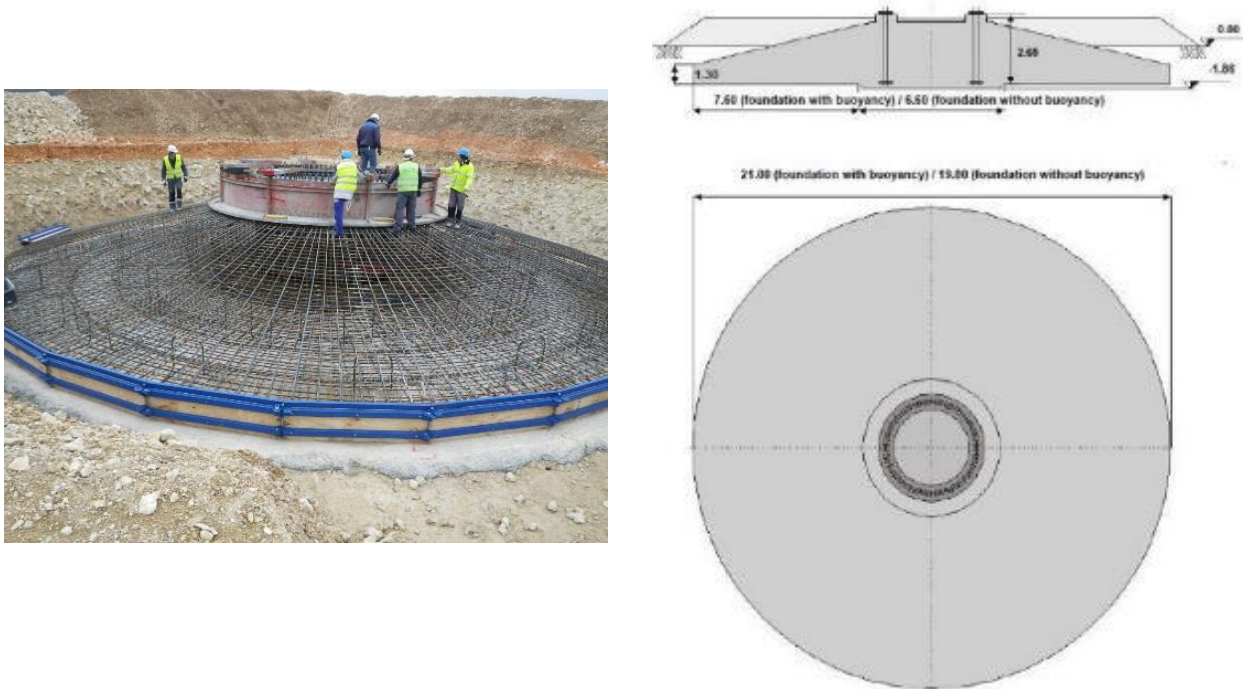 0.00
2.65
1.30
-1.86
7.60 (foundation with buoyancy) / 6.60 (foundation without buoyancy)
21.00 (foundation with buoyancy) / 19.00 (foundation without buoyancy)